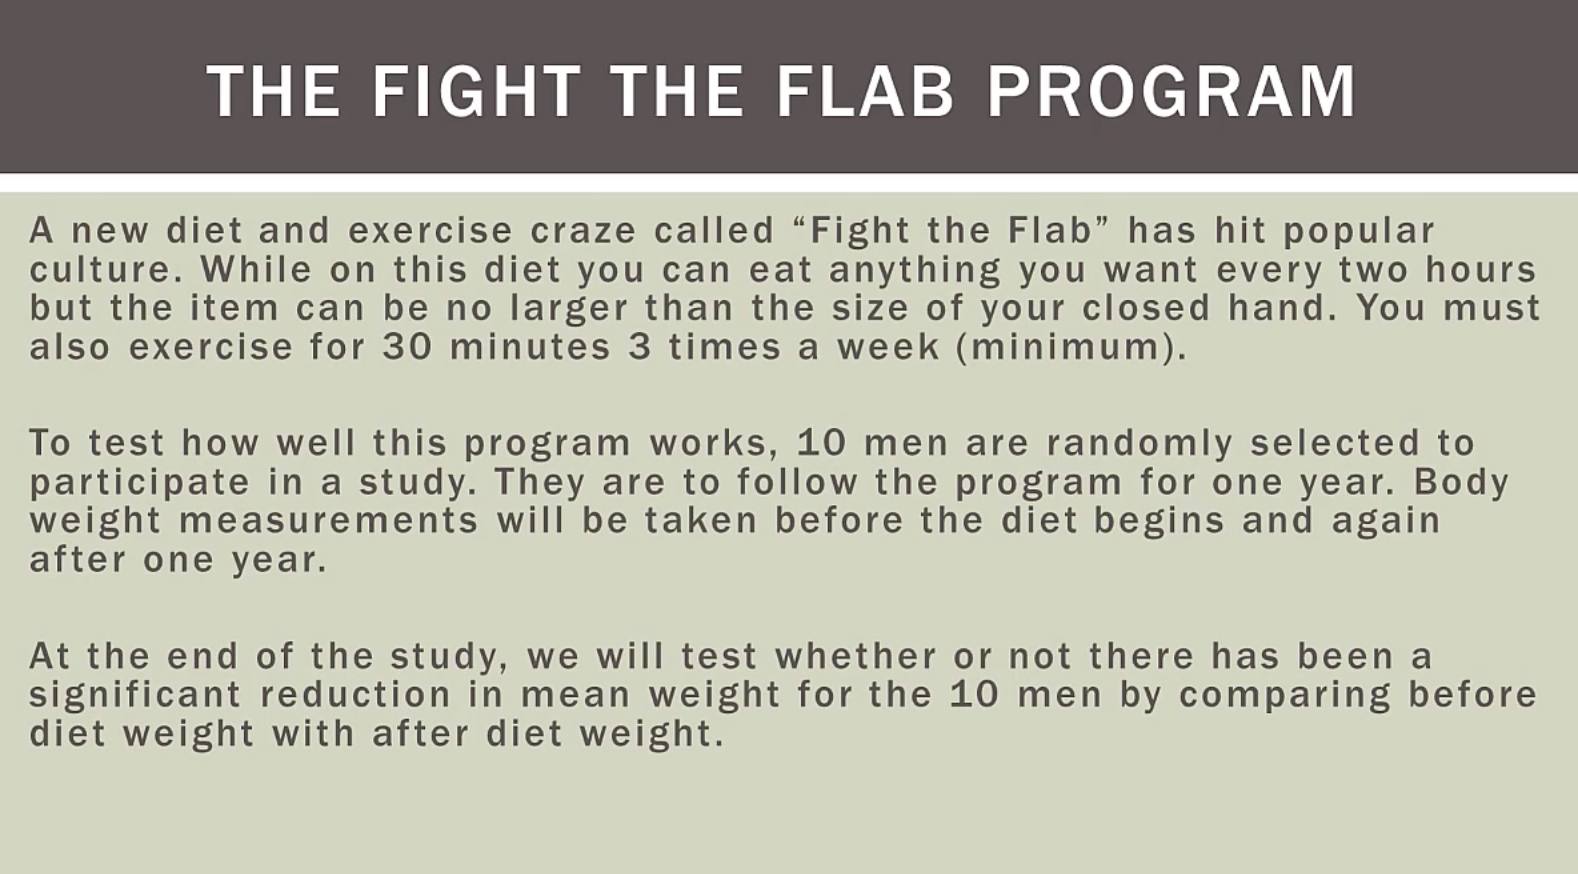 THE FIGHT THE FLAB PROGRAM
A new diet and exercise craze called “Fight the Flab” has hit popular
culture. While on this diet you can eat anything you want every two hours
but the item can be no larger than the size of your closed hand. You must
also exercise for 30 minutes 3 times a week (minimum).
To test how well this program works, 10 men are randomly selected to
participate in a study. They are to follow the program for one year. Body
weight measurements will be taken before the diet begins and again
after one year.
At the end of the study, we will test whether or not there has been a
significant reduction in mean weight for the 10 men by comparing before
diet weight with after diet weight.